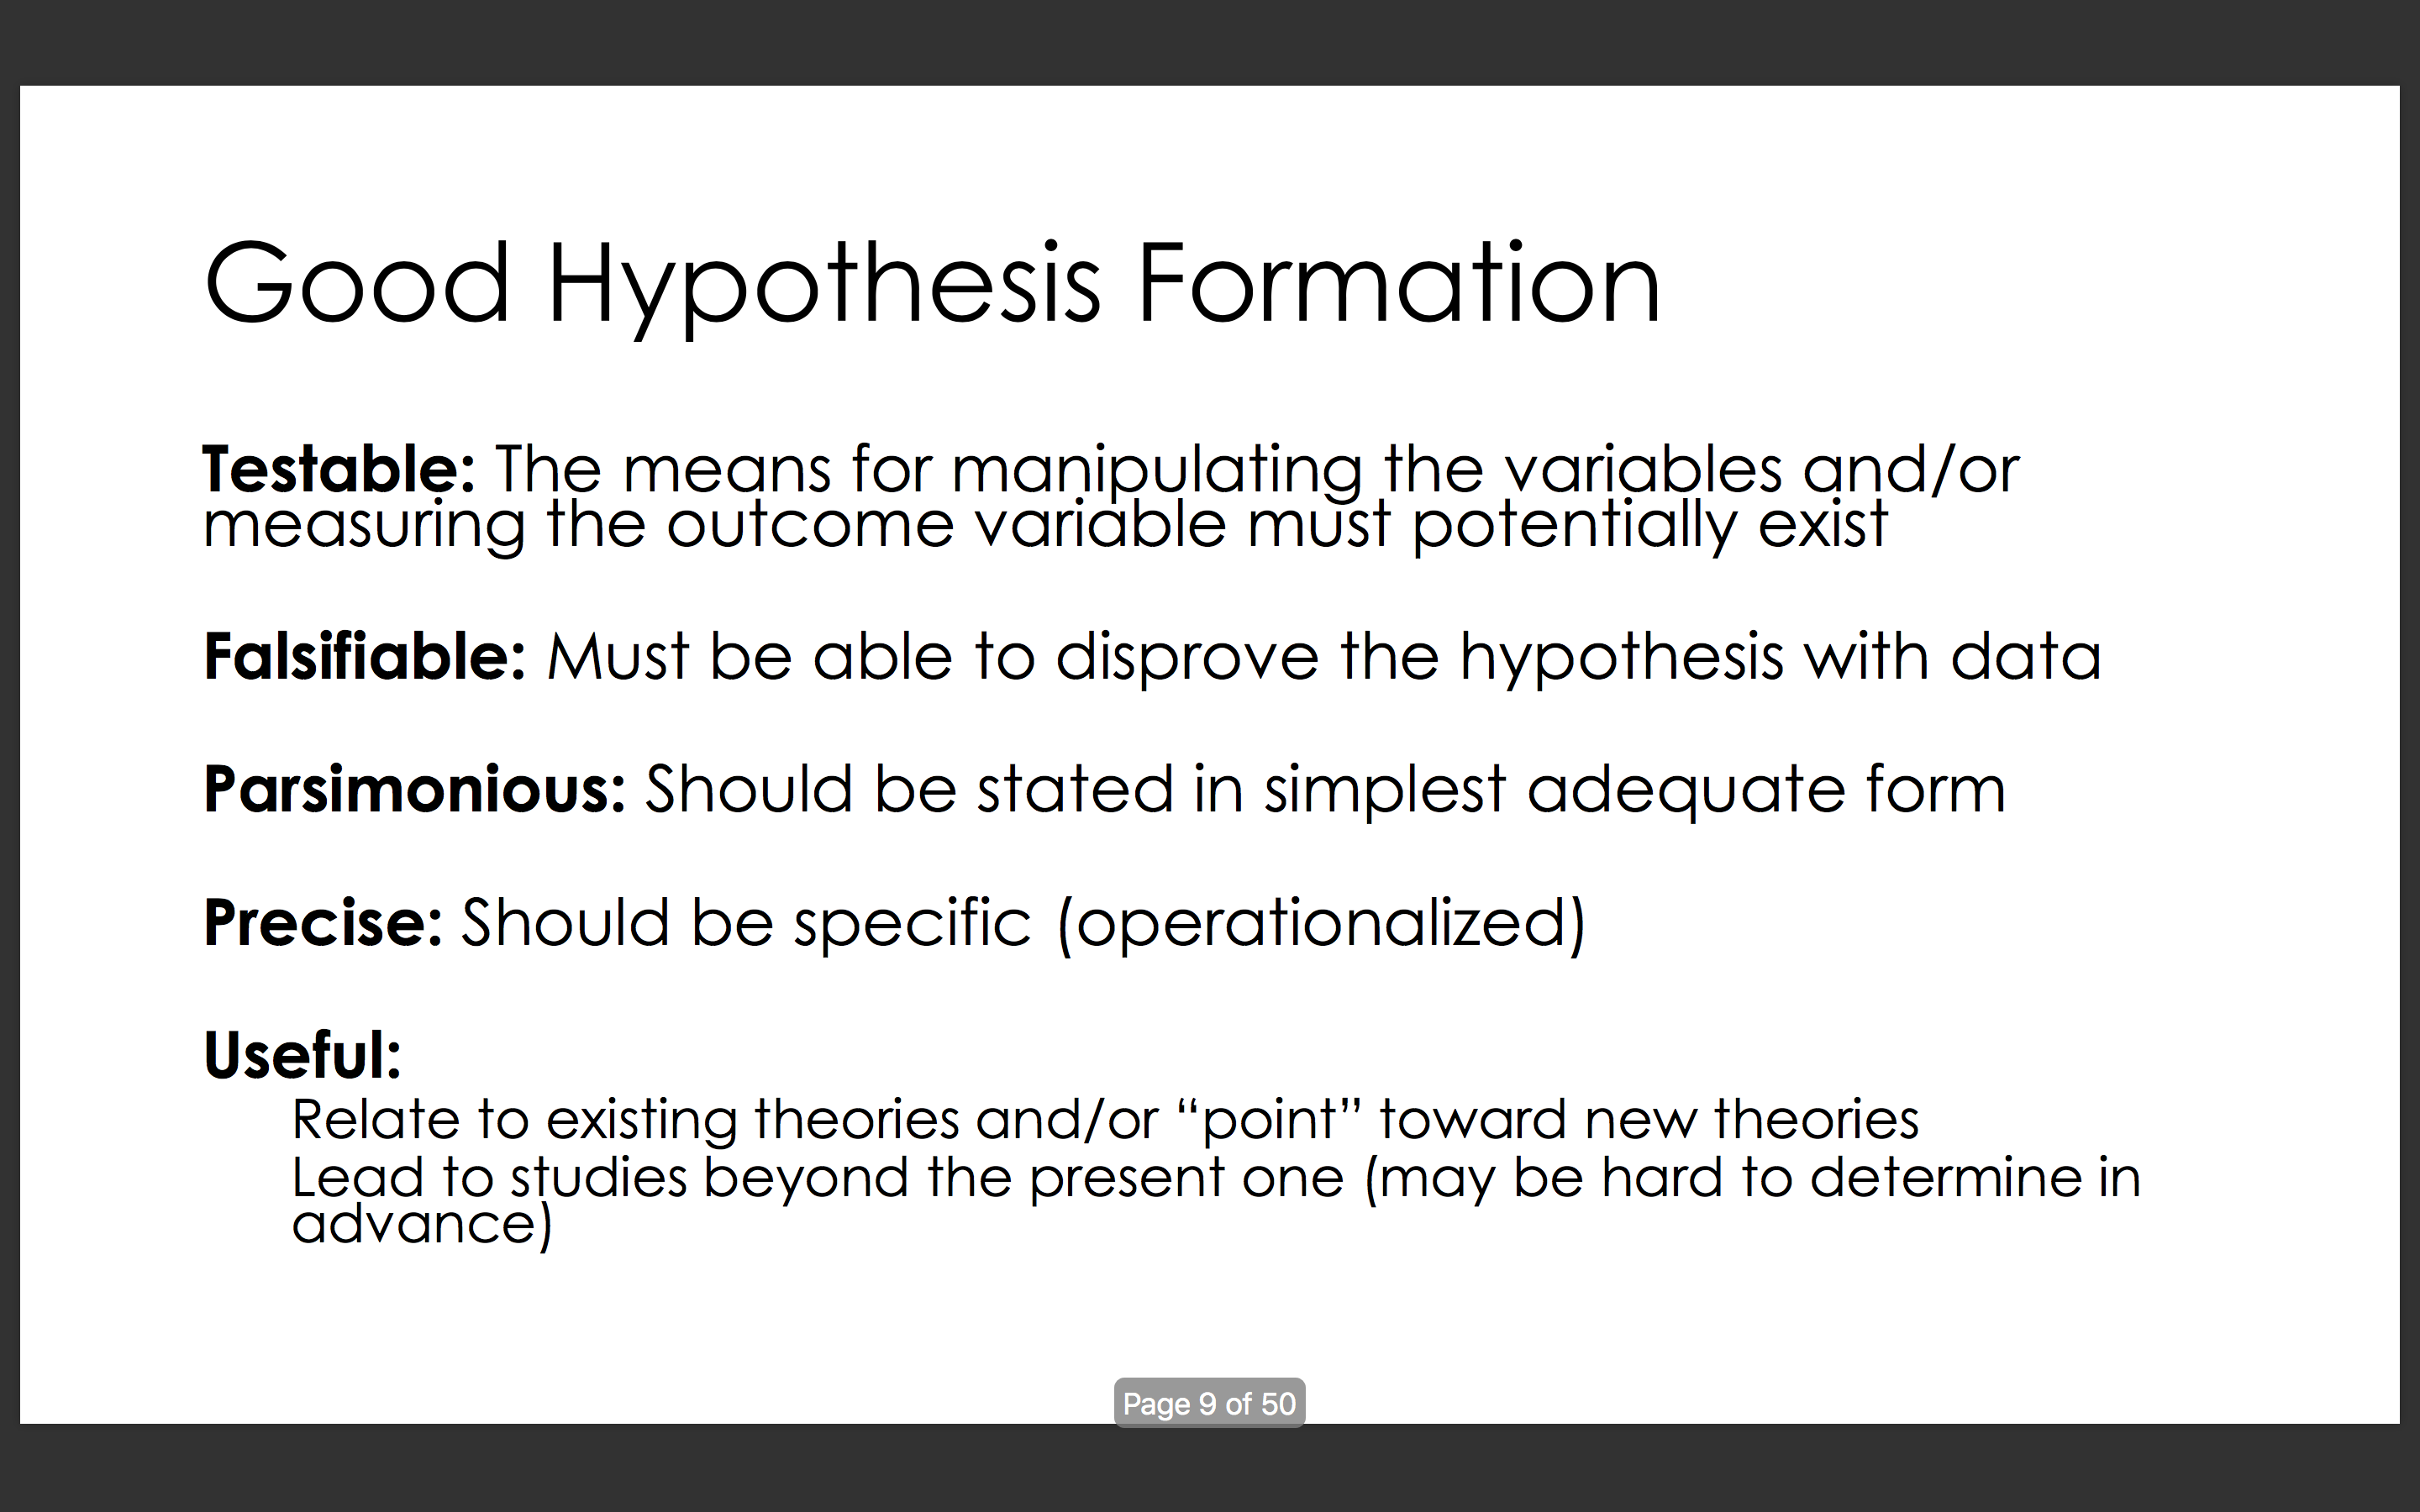 Good Hypothesis Formation
Testable: The means for manipulating the variables and/or
measuring the outcome variable must potentially exist
Falsifiable: Must be able to disprove the hypothesis with data
Parsimonious: Should be stated in simplest adequate form
Precise: Should be specific (operationalized)
Useful:
Relate to existing theories and/or “point” toward new theories
Lead to studies beyond the present one (may be hard to determine in
advance)
Page 9 of 50